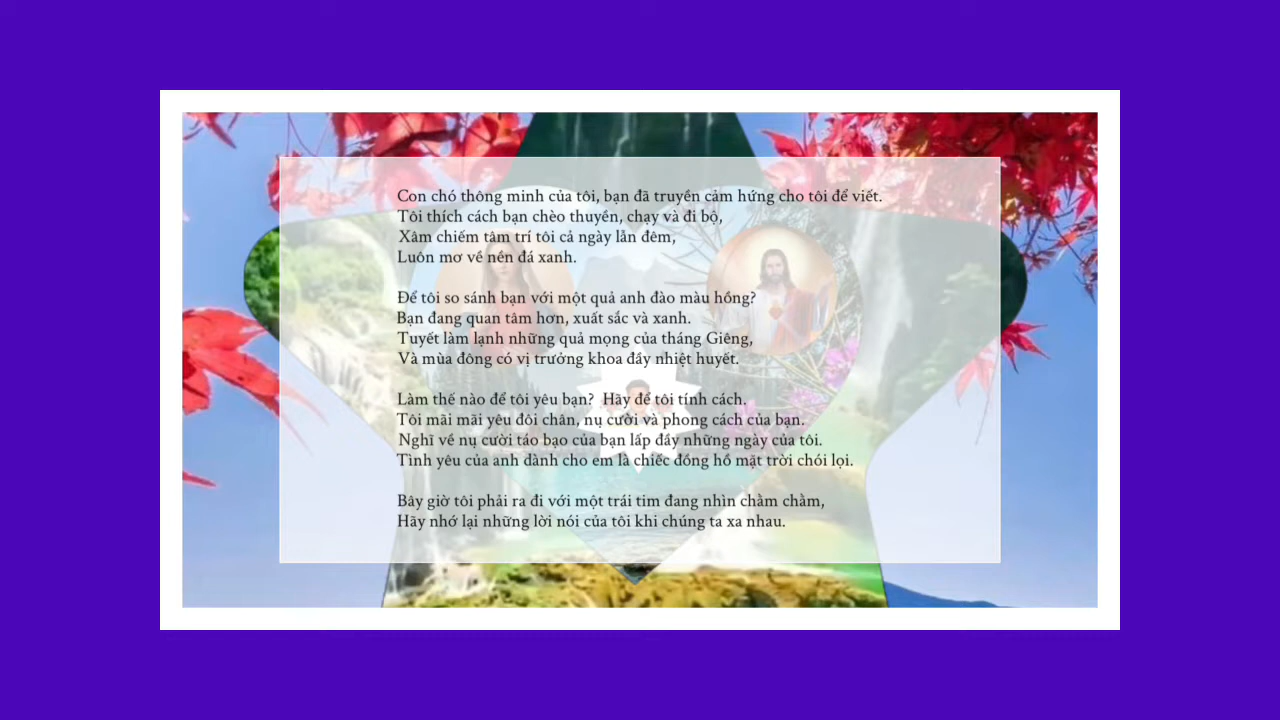 Con chó thông minh của tôi, bạn đã truyền cảm hứng cho tôi để viết.
Tôi thích cách bạn chèo thuyền, chạy và đi bộ,
Xâm chiếm tâm trí tôi cả ngày lẫn đêm,
Luôn mơ về nền đá xanh.
Để tôi so sánh bạn với một quả anh đào màu hồng?
Bạn đang quan tâm hơn, xuất sắc và xanh.
Tuyết làm lạnh những quả mọng của tháng Giêng,
Và mùa đông có vị trưởng khoa đầy nhiệt huyết.
Làm thế nào để tôi yêu bạn?  Hãy để tôi tính cách.
Tôi mãi mãi yêu đôi chân, nụ cười và phong cách của bạn.
Nghĩ về nụ cười táo bạo của bạn lấp đầy những ngày của tôi.
Tình yêu của anh dành cho em là chiếc đồng hồ mặt trời chói lọi.
Bây giờ tôi phải ra đi với một trái tim đang nhìn chằm chằm,
Hãy nhớ lại những lời nói của tôi khi chúng ta xa nhau.